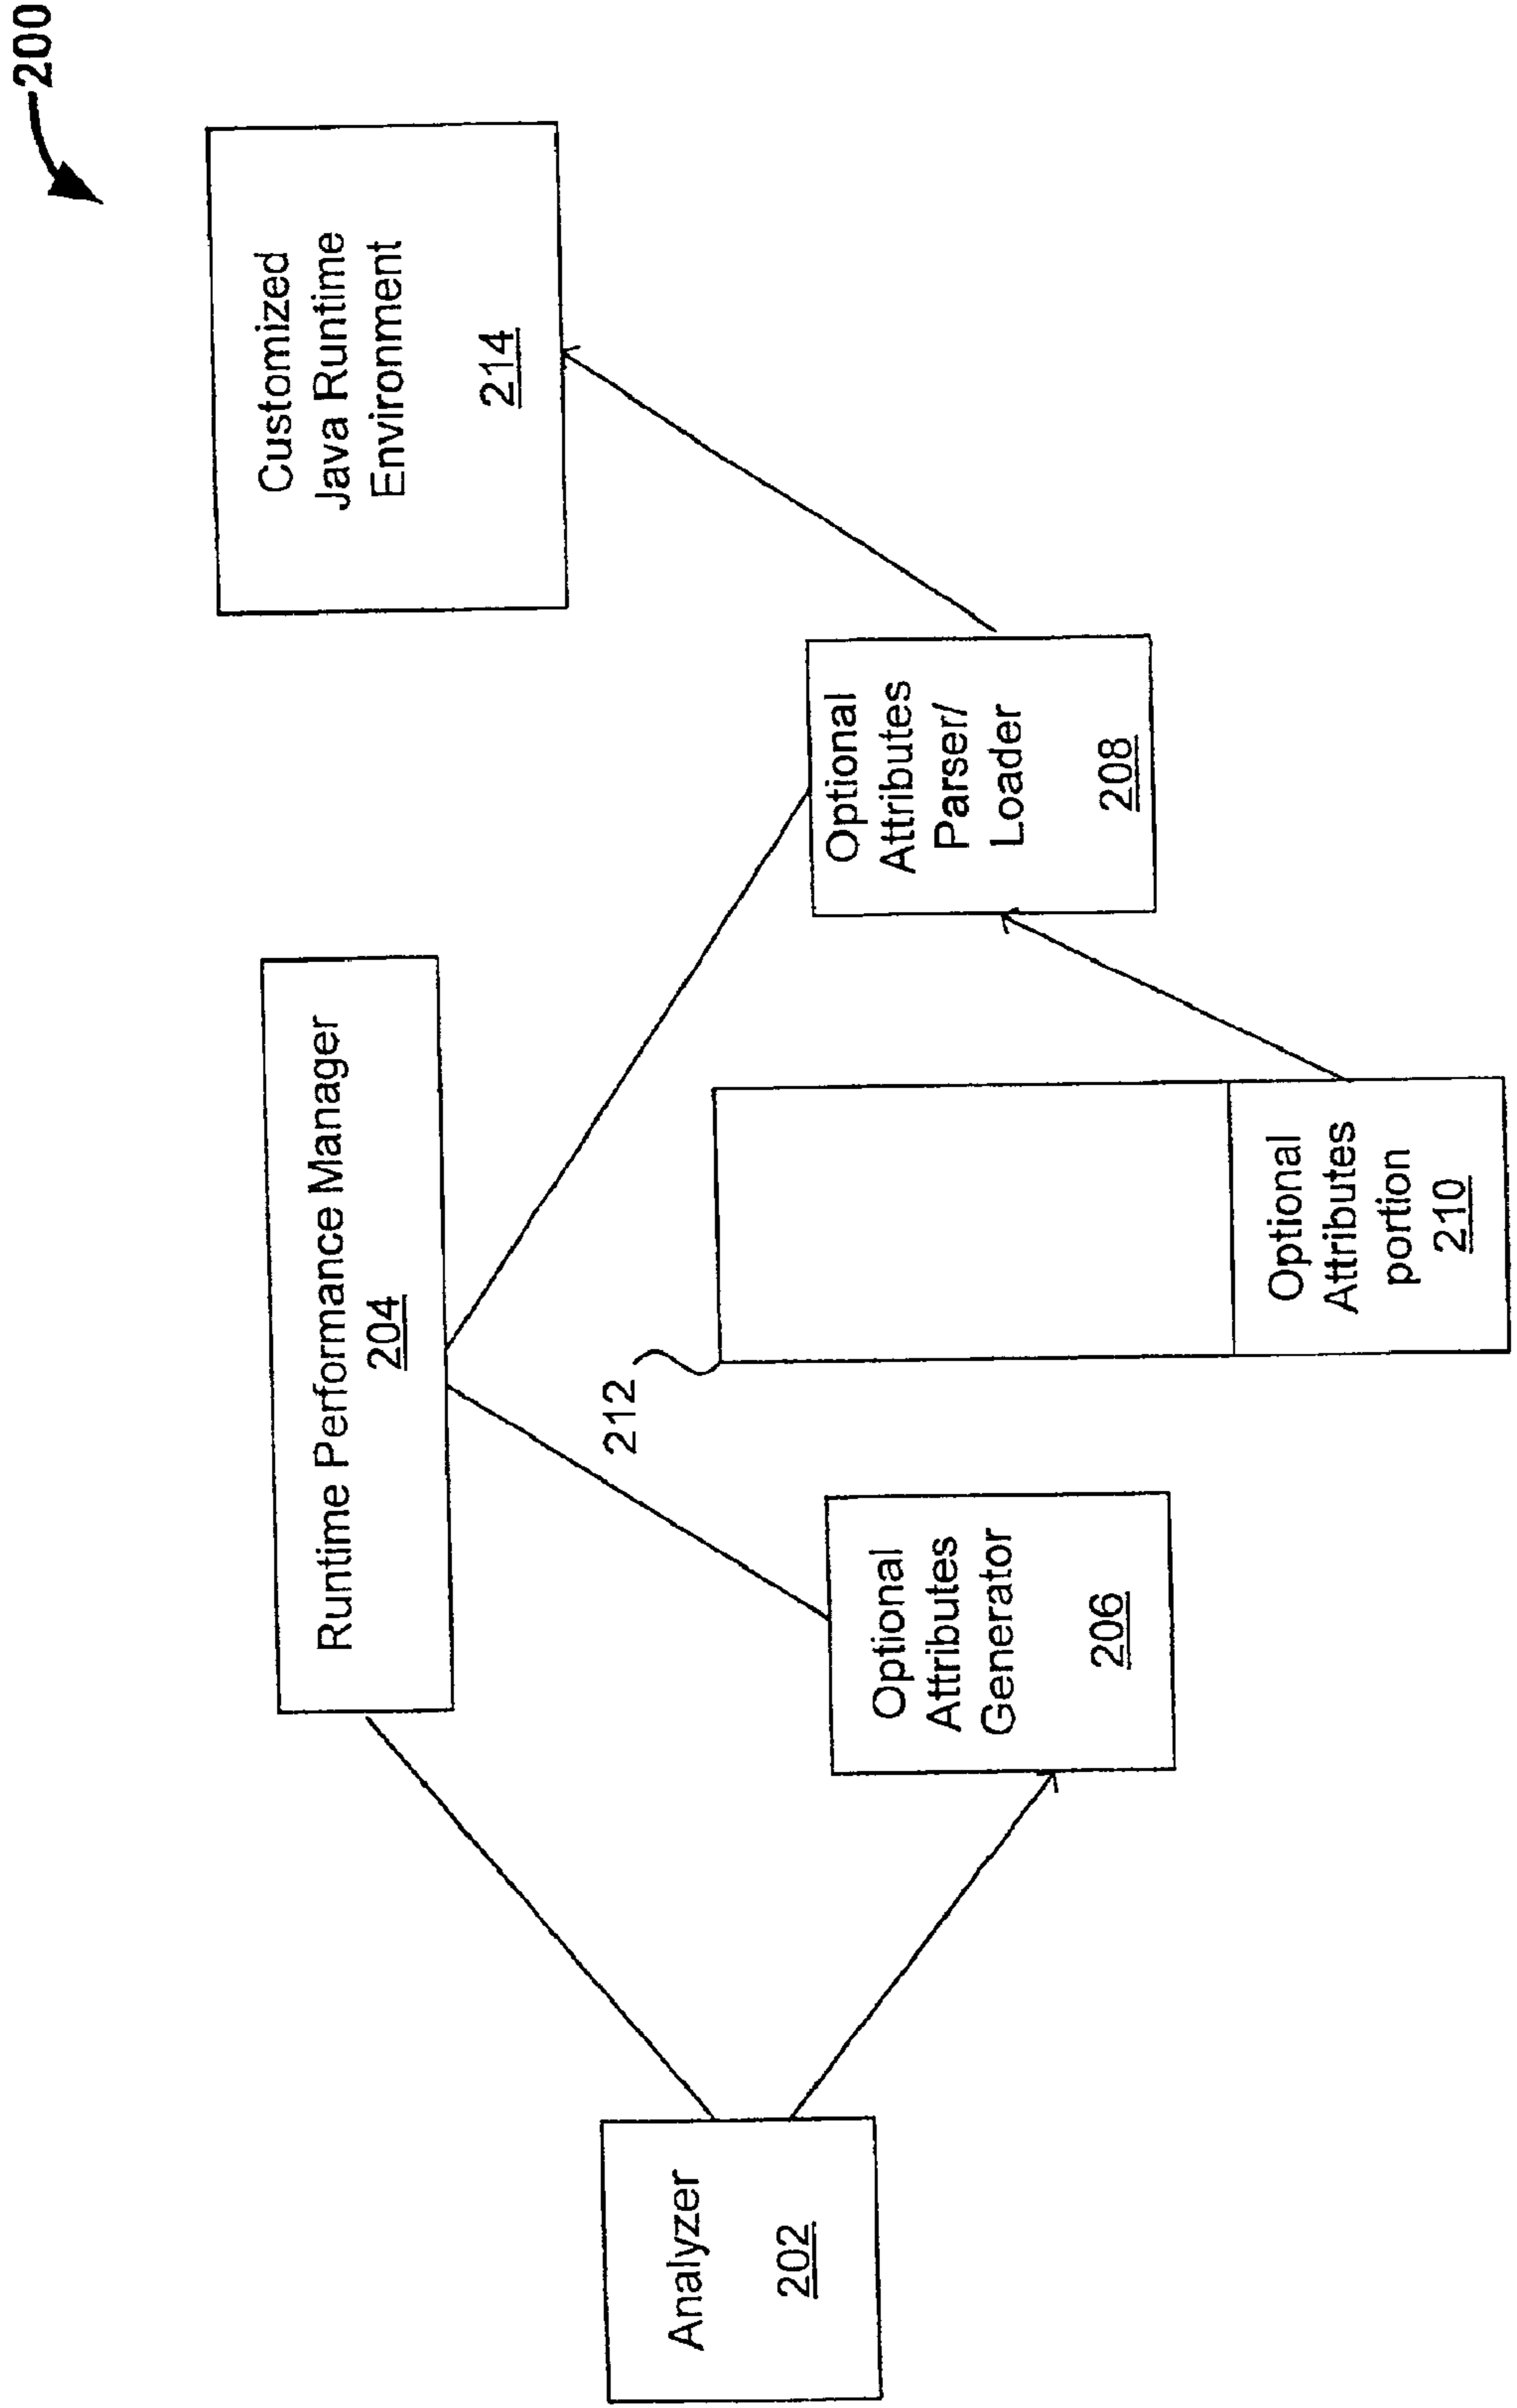 200
Customized
Java Runtime
Environment
214
Runtime Performance Manager
204
Optional
Attributes
Parser/
Loader
208
212
Optional
Attributes
portion
210
Optional
Attributes
Generator
206
Analyzer
202